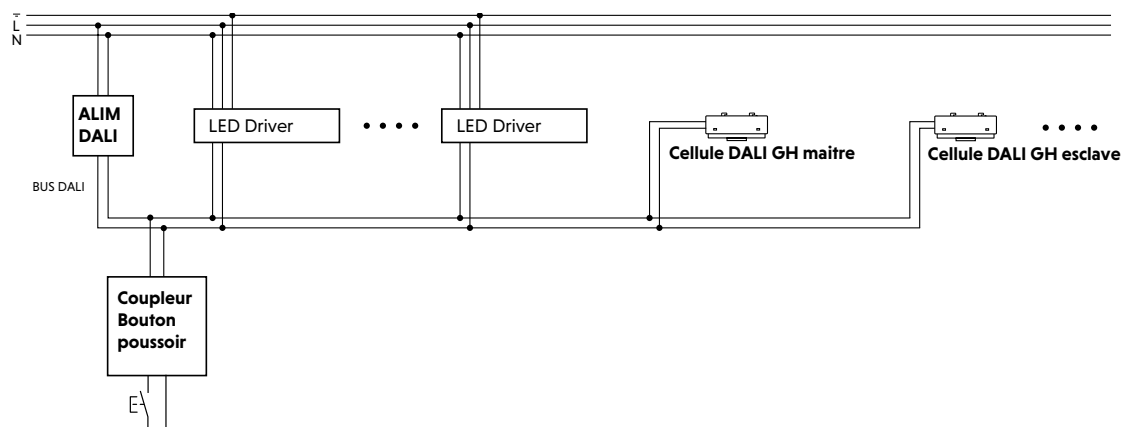 L
N
ALIM
DALI
LED Driver
LED Driver
Cellule DALI GH maitre
Cellule DALI GH esclave
BUS DALI
Coupleur
Bouton
poussoir